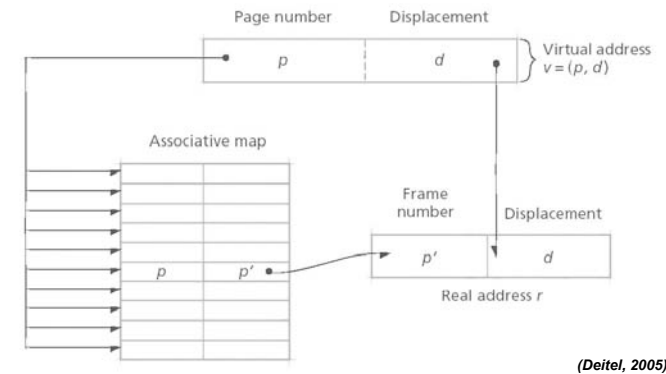 Page number Displacement
p d
Virtual address
v = (p, d)
Associative map
Frame
number Displacement
p p′
p′ d
Real address r
(Deitel, 2005)